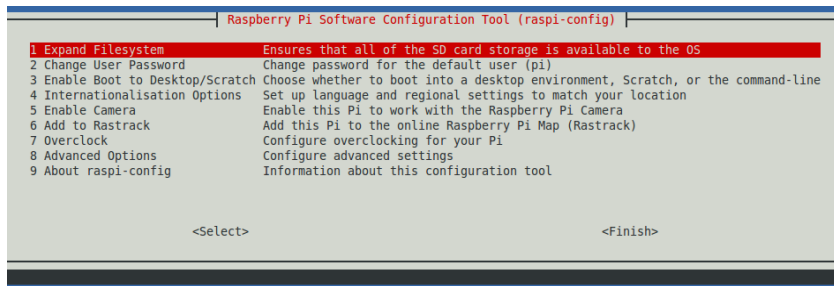 Raspberry Pi Software Configuration Tool (raspi-config)
1 Expand Filesystem Ensures that all of the SD card storage is available to the OS
2 Change User Password Change password for the default user (pi)
3 Enable Boot to Desktop/Scratch Choose whether to boot into a desktop environment, Scratch, or the command-line
4 Internationalisation Options Set up language and regional settings to match your location
5 Enable Camera Enable this Pi to work with the Raspberry Pi Camera
6 Add to Rastrack Add this Pi to the online Raspberry Pi Map (Rastrack)
7 Overclock Configure overclocking for your Pi
8 Advanced Options Configure advanced settings
9 About raspi-config Information about this configuration tool
<Select> <Finish>